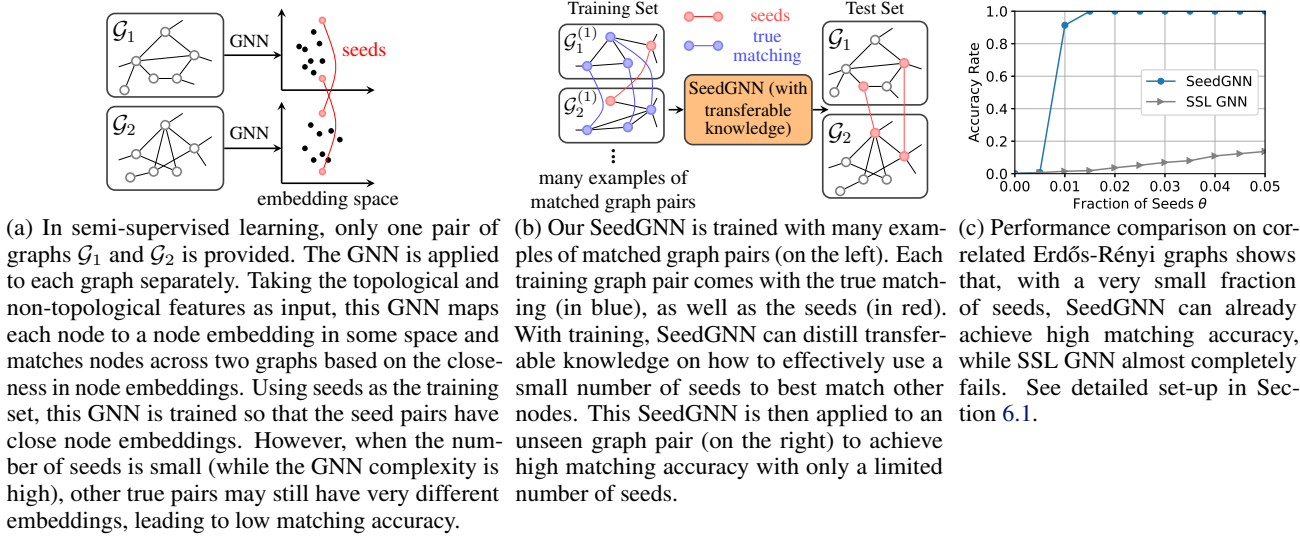 G1
GNN
seeds
G2
GNN
embedding space
(a) In semi-supervised learning, only one pair of
graphs G1 and G2 is provided. The GNN is applied
to each graph separately. Taking the topological and
non-topological features as input, this GNN maps
each node to a node embedding in some space and
matches nodes across two graphs based on the close-
ness in node embeddings. Using seeds as the training
set, this GNN is trained so that the seed pairs have
close node embeddings. However, when the num-
ber of seeds is small (while the GNN complexity is
high), other true pairs may still have very different
embeddings, leading to low matching accuracy.
Training Set
seeds
true
matching
Test Set
G1(1)
G2(1)
SeedGNN (with
transferable
knowledge)
G1
G2
many examples of
matched graph pairs
(b) Our SeedGNN is trained with many exam-
ples of matched graph pairs (on the left). Each
training graph pair comes with the true match-
ing (in blue), as well as the seeds (in red).
With training, SeedGNN can distill transfer-
able knowledge on how to effectively use a
small number of seeds to best match other
nodes. This SeedGNN is then applied to an
unseen graph pair (on the right) to achieve
high matching accuracy with only a limited
number of seeds.
Accuracy Rate
1.0
0.8
0.6
0.4
0.2
0.0
SeedGNN
SSL GNN
0.00 0.01 0.02 0.03 0.04 0.05
Fraction of Seeds θ
(c) Performance comparison on cor-
related Erdős-Rényi graphs shows
that, with a very small fraction
of seeds, SeedGNN can already
achieve high matching accuracy,
while SSL GNN almost completely
fails. See detailed set-up in Sec-
tion 6.1.